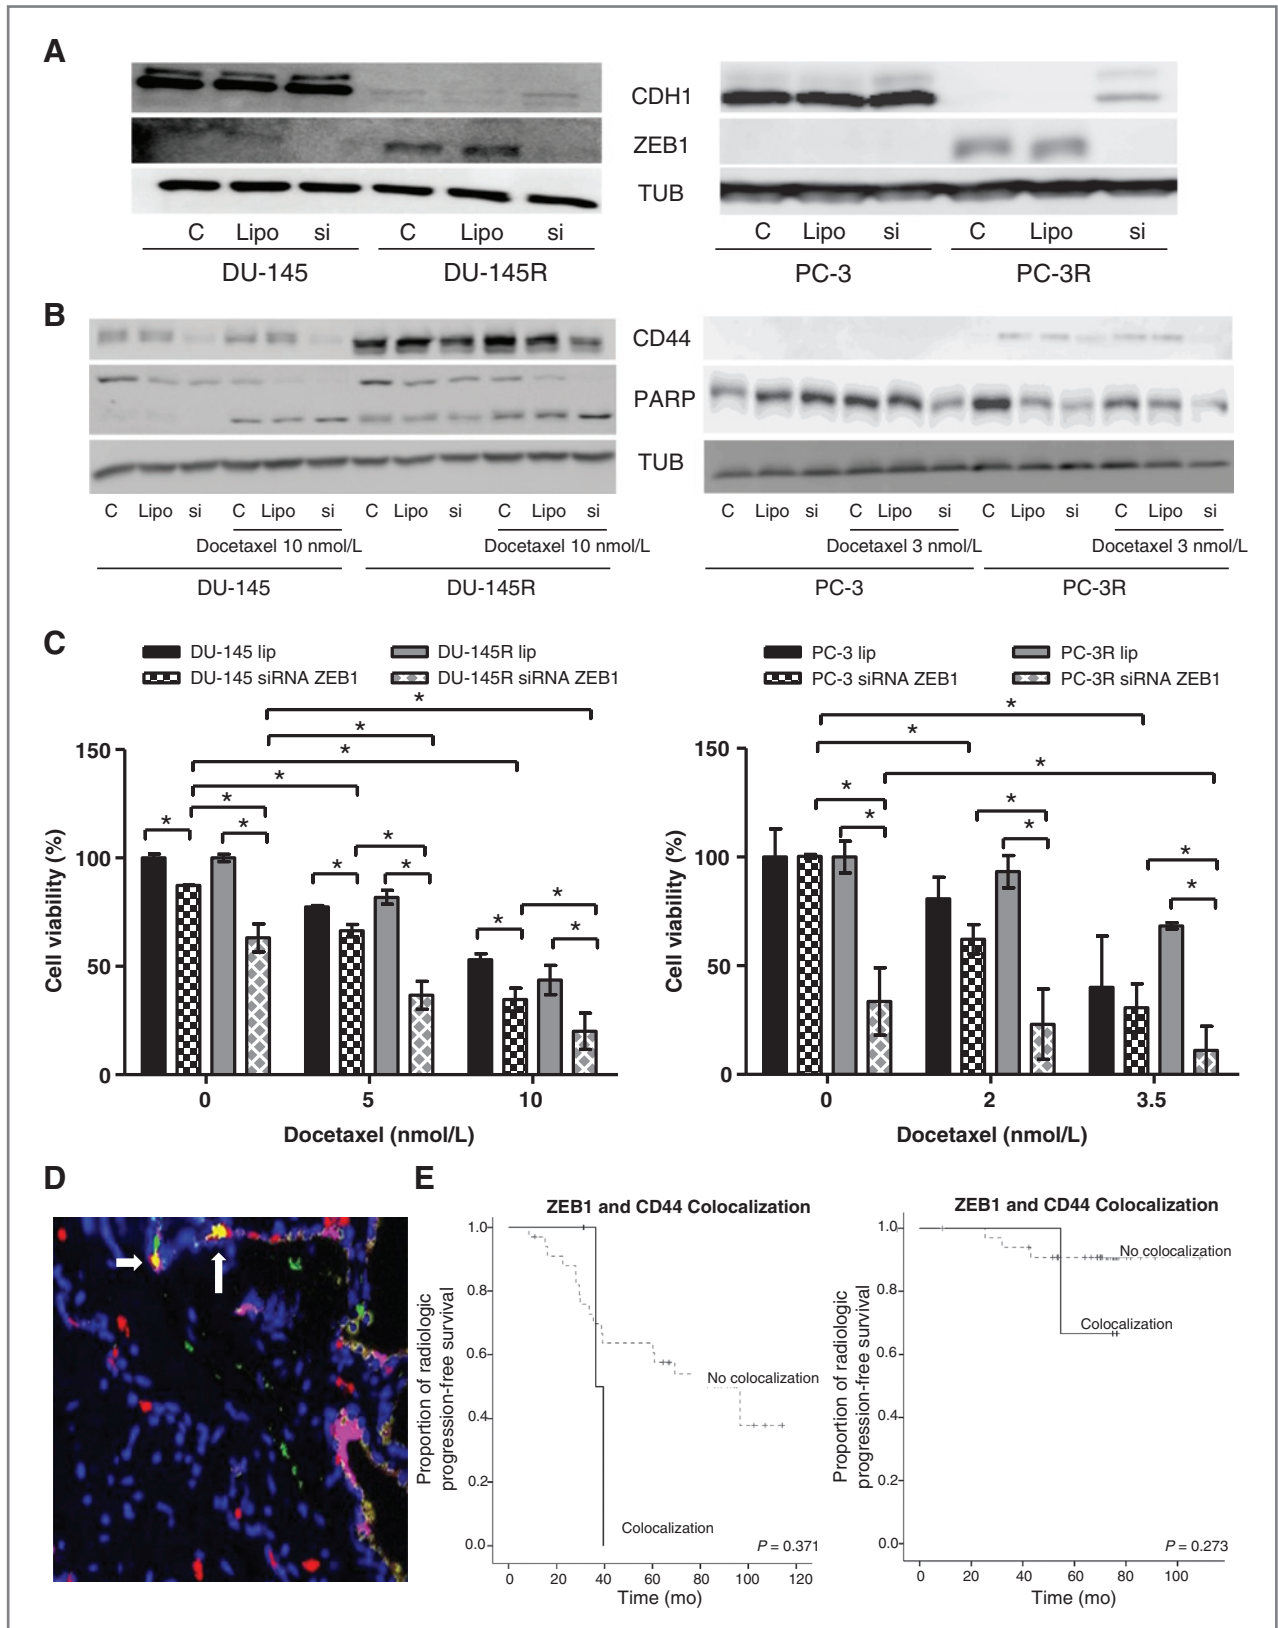 A
CDH1
ZEB1
TUB
C Lipo si C Lipo si C Lipo si C Lipo si
DU-145 DU-145R PC-3 PC-3R
B
CD44
PARP
TUB
C Lipo si C Lipo si C Lipo si C Lipo si C Lipo si C Lipo si C Lipo si C Lipo si
Docetaxel 10 nmol/L Docetaxel 10 nmol/L Docetaxel 3 nmol/L Docetaxel 3 nmol/L
DU-145 DU-145R PC-3 PC-3R
C
DU-145 lip DU-145R lip
DU-145 siRNA ZEB1 DU-145R siRNA ZEB1
* * * * * * * * * * * *
150
100
50
0
Cell viability (%)
0 5 10
Docetaxel (nmol/L)
PC-3 lip PC-3R lip
PC-3 siRNA ZEB1 PC-3R siRNA ZEB1
* * * * * * * * *
150
100
50
0
Cell viability (%)
0 2 3.5
Docetaxel (nmol/L)
D
E
ZEB1 and CD44 Colocalization
1.0
0.8
0.6
0.4
0.2
0.0
Proportion of radiologic
progression-free survival
No colocalization
Colocalization
P = 0.371
0 20 40 60 80 100 120
Time (mo)
ZEB1 and CD44 Colocalization
1.0
0.8
0.6
0.4
0.2
0.0
Proportion of radiologic
progression-free survival
No colocalization
Colocalization
P = 0.273
0 20 40 60 80 100
Time (mo)